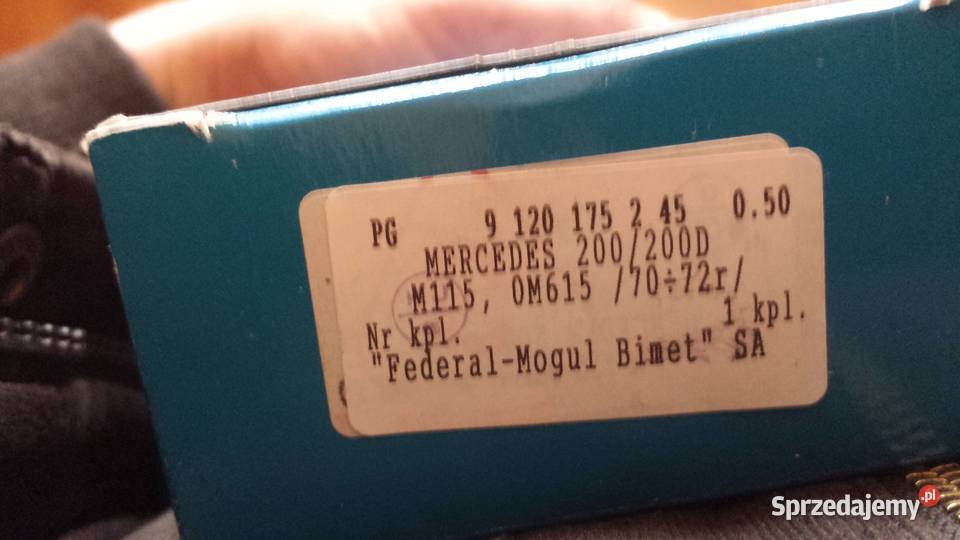 PG 9 120 175 2 45 0.50
MERCEDES 200/200D
M115, OM615 /70÷72r/
Nr kpl. 1 kpl.
"Federal-Mogul Bimet" SA
Sprzedajemy.pl